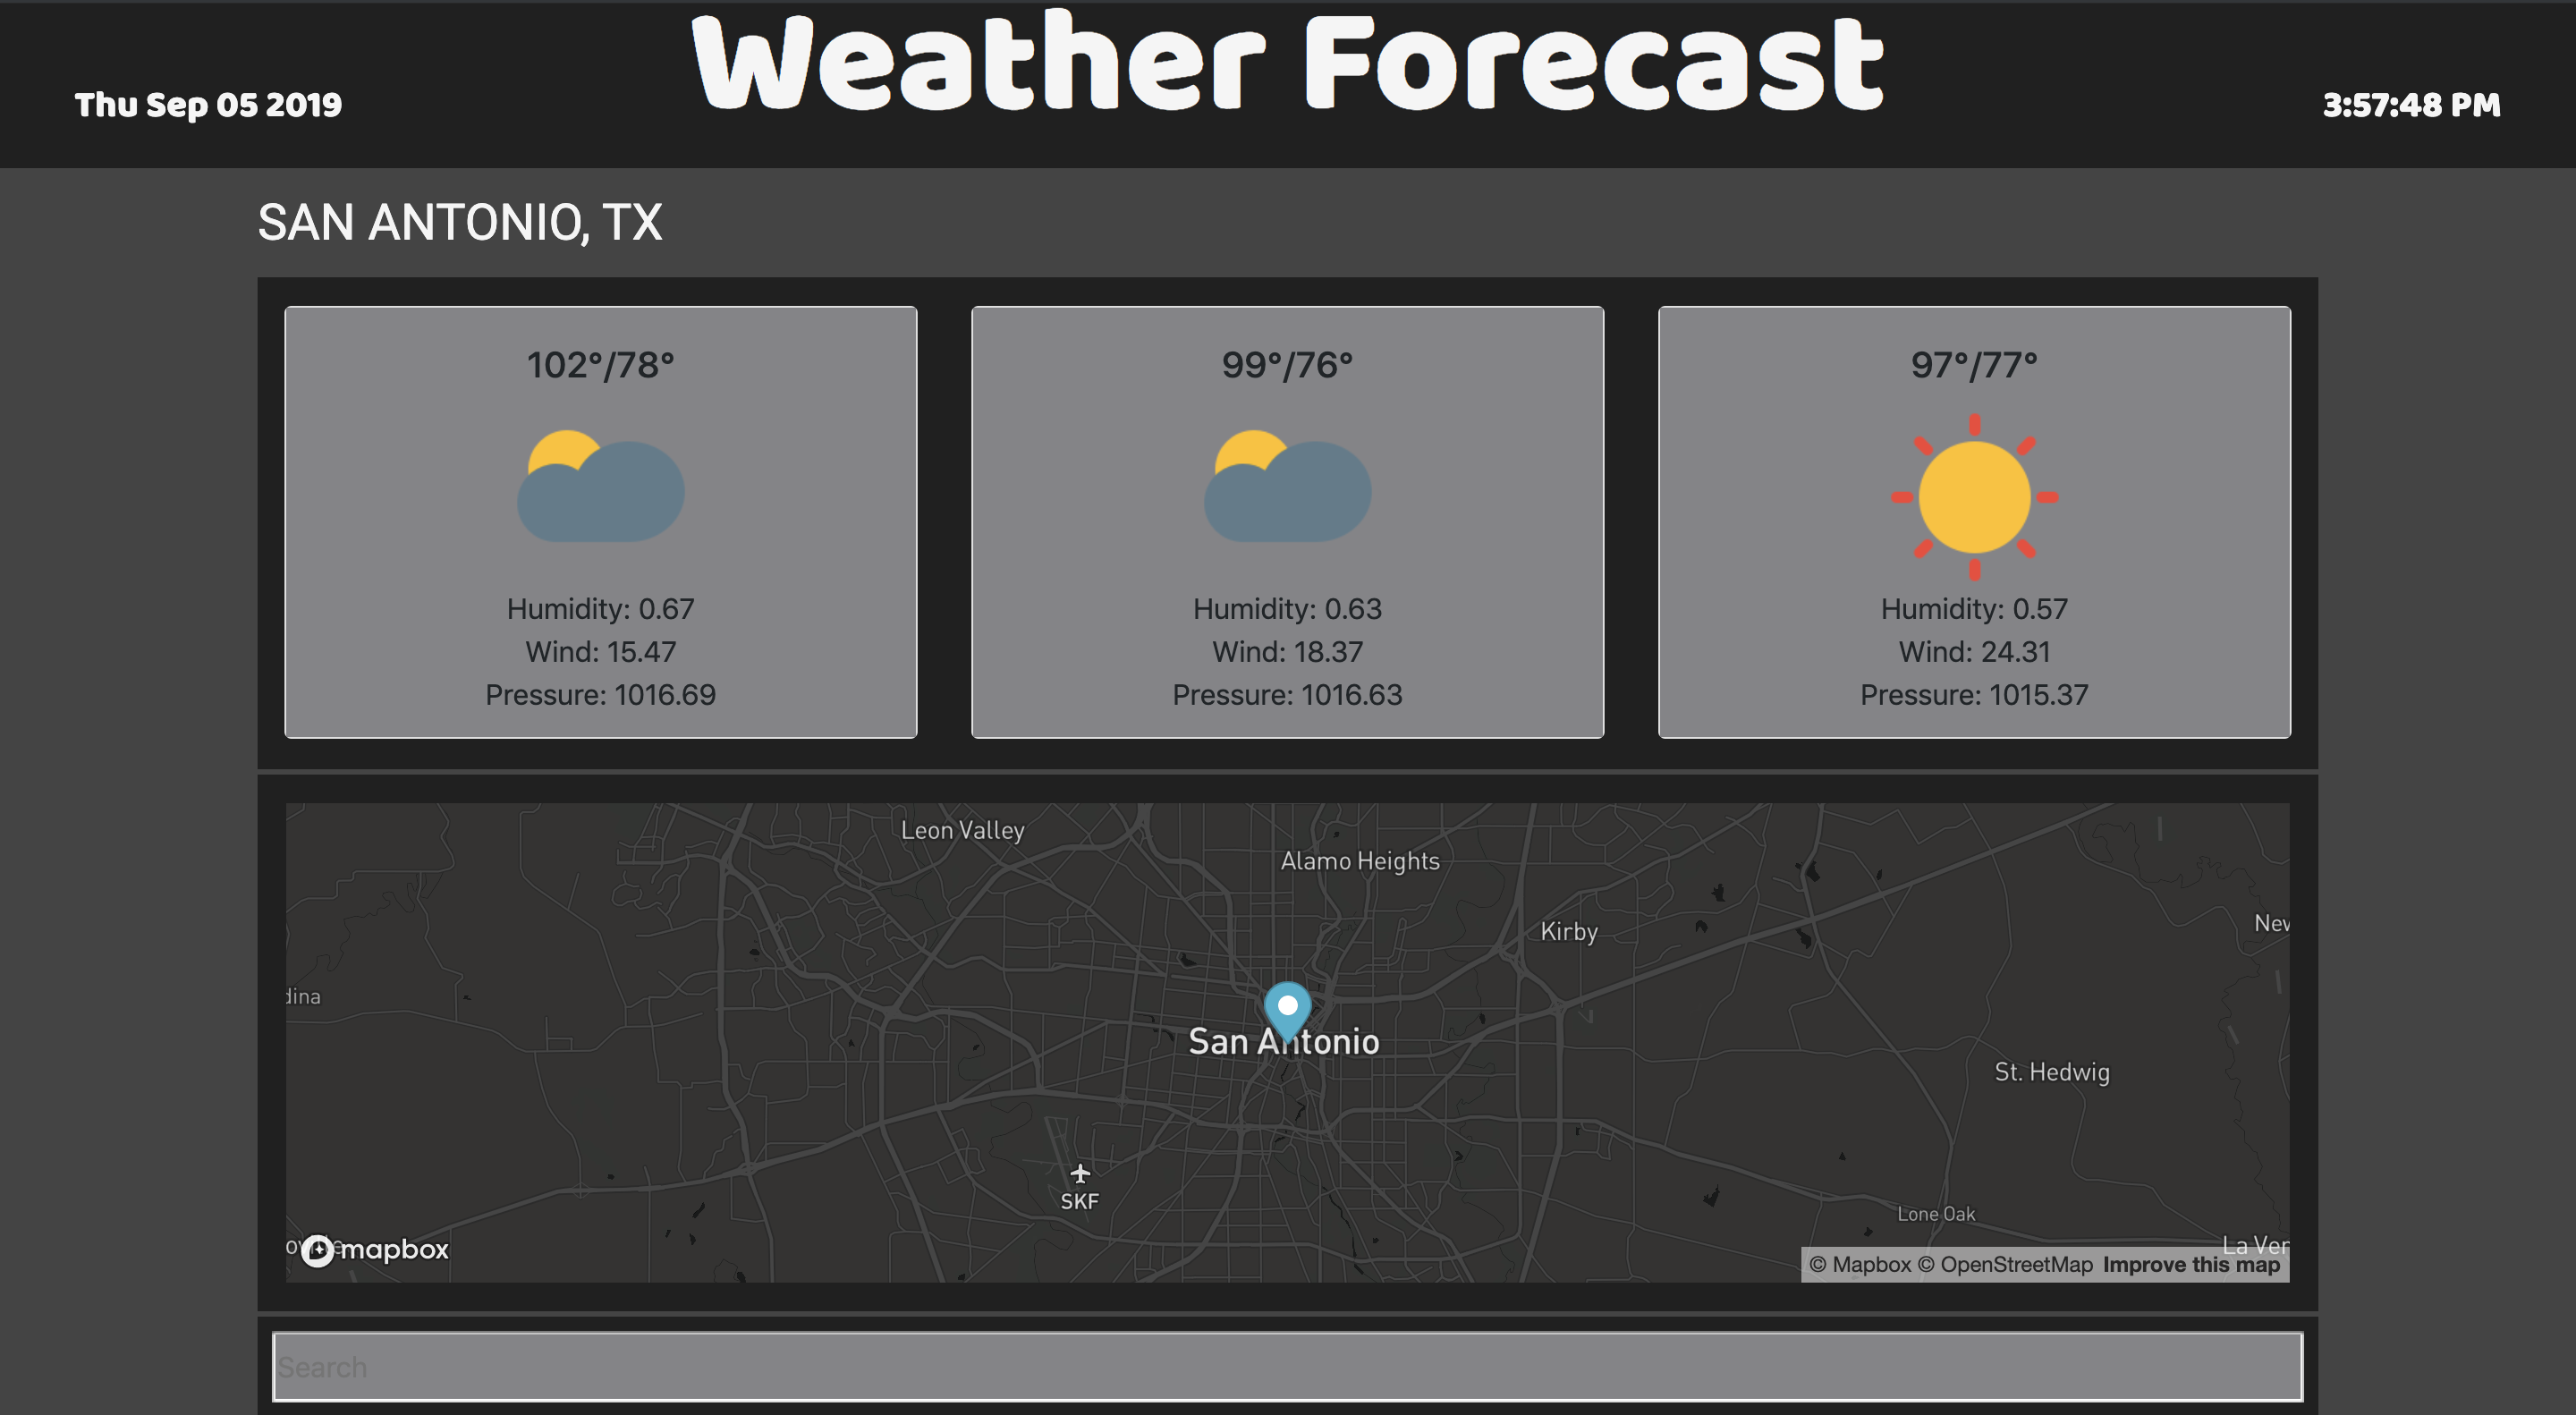 Weather Forecast
Thu Sep 05 2019
3:57:48 PM
SAN ANTONIO, TX
102°/78°
Humidity: 0.67
Wind: 15.47
Pressure: 1016.69
99°/76°
Humidity: 0.63
Wind: 18.37
Pressure: 1016.63
97°/77°
Humidity: 0.57
Wind: 24.31
Pressure: 1015.37
Leon Valley
Alamo Heights
Kirby
New
dina
San Antonio
St. Hedwig
SKF
Lone Oak
La Ver
mapbox
© Mapbox © OpenStreetMap Improve this map
Search